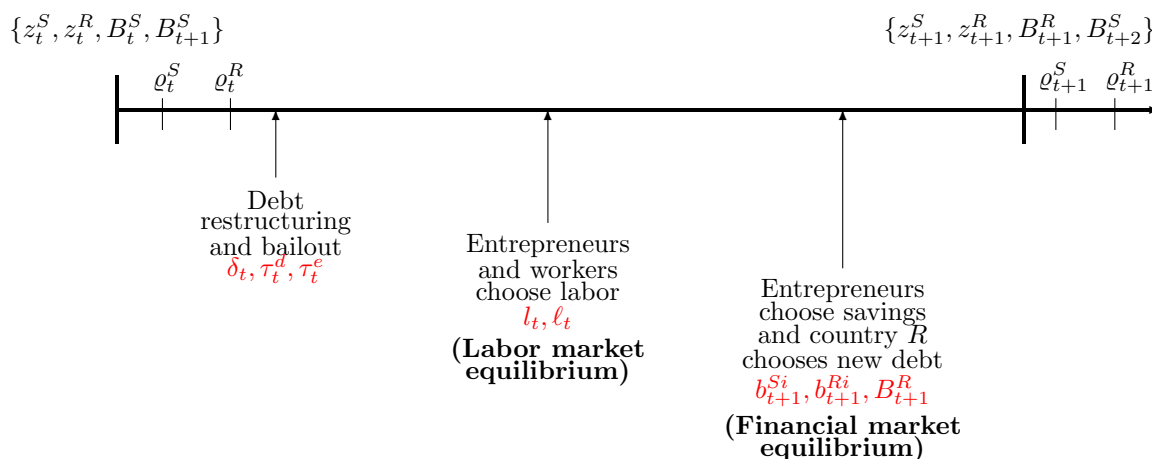 {z_t^S, z_t^R, B_t^S, B_{t+1}^S}
{z_{t+1}^S, z_{t+1}^R, B_{t+1}^R, B_{t+2}^S}
ϱ_t^S
ϱ_t^R
ϱ_{t+1}^S
ϱ_{t+1}^R
Debt
restructuring
and bailout
δ_t, τ_t^d, τ_t^e
Entrepreneurs
and workers
choose labor
l_t, ℓ_t
(Labor market
equilibrium)
Entrepreneurs
choose savings
and country R
chooses new debt
b_{t+1}^{Si}, b_{t+1}^{Ri}, B_{t+1}^R
(Financial market
equilibrium)